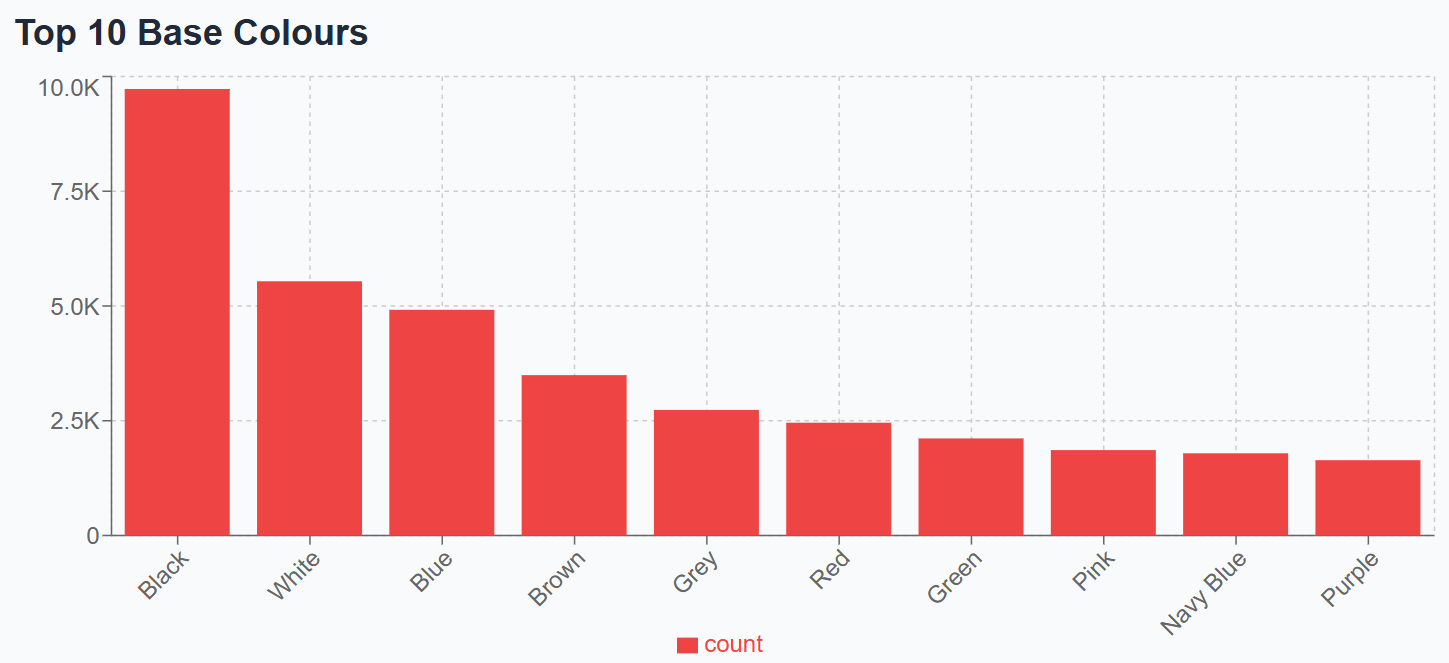 Top 10 Base Colours
10.0K
7.5K
5.0K
2.5K
0
Black
White
Blue
Brown
Grey
Red
Green
Pink
Navy Blue
Purple
count